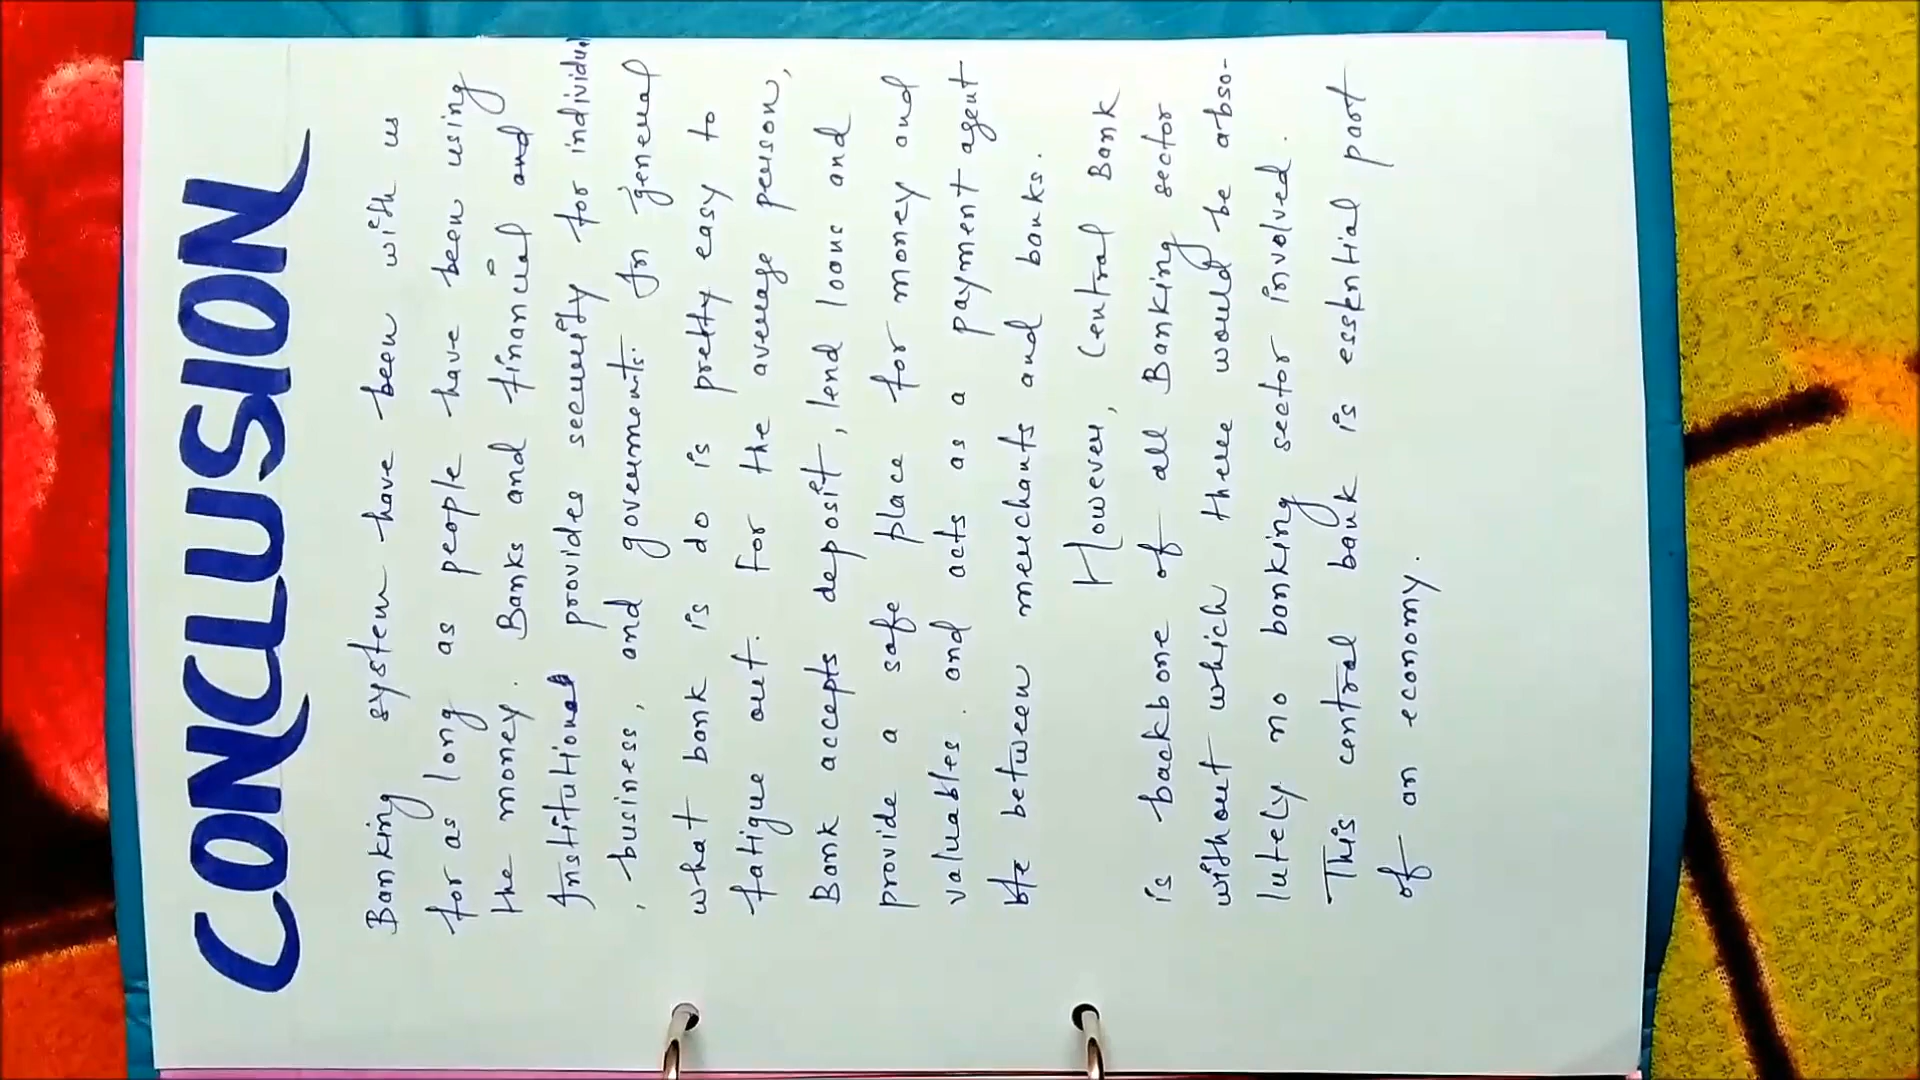 CONCLUSION
Banking system have been with us
for as long as people have been using
the money. Banks and financial and
Institutional provides security for individual
, business, and governments. In general
what bank is do is pretty easy to
fatigue out. For the average person,
Bank accepts deposit, lend loans and
provide a safe place for money and
valuables. and acts as a payment agent
between merchants and banks.
However, Central Bank
is backbone of all Banking sector
without which there would be abso-
lutely no banking sector involved.
This central bank is essential part
of an economy.